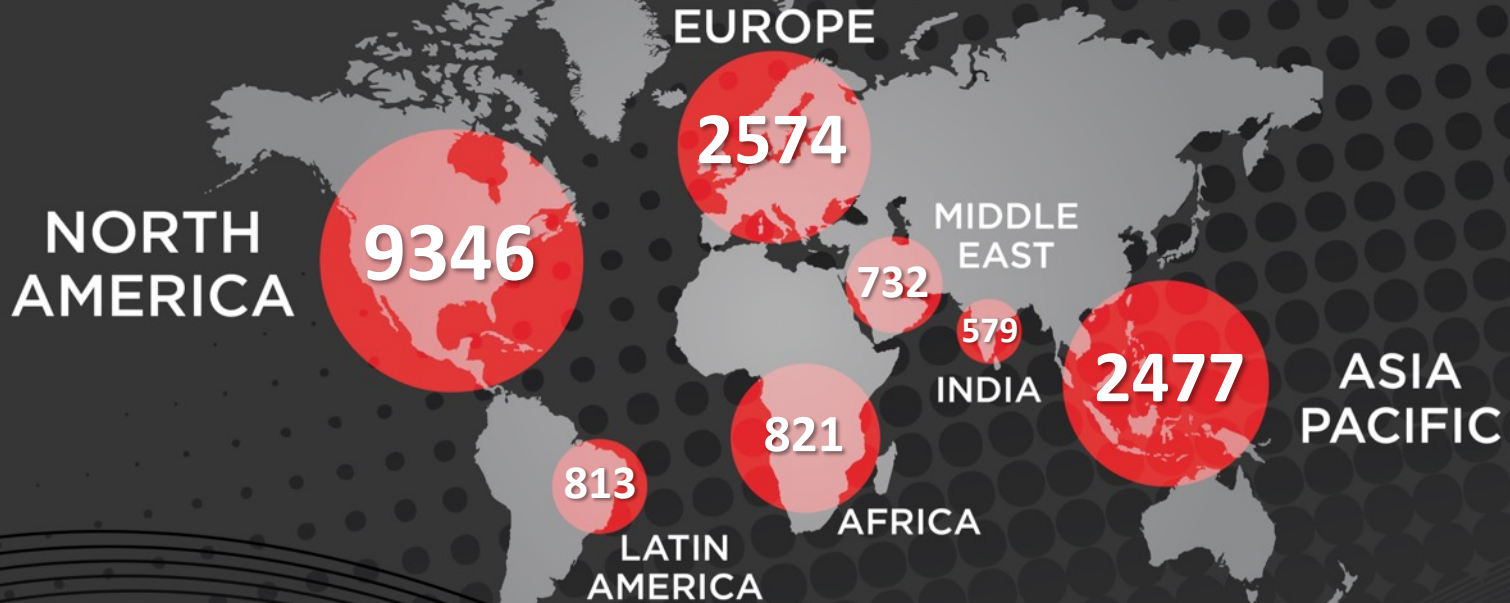 EUROPE
2574
NORTH
AMERICA
9346
MIDDLE
EAST
732
579
INDIA
2477
ASIA
PACIFIC
821
AFRICA
813
LATIN
AMERICA